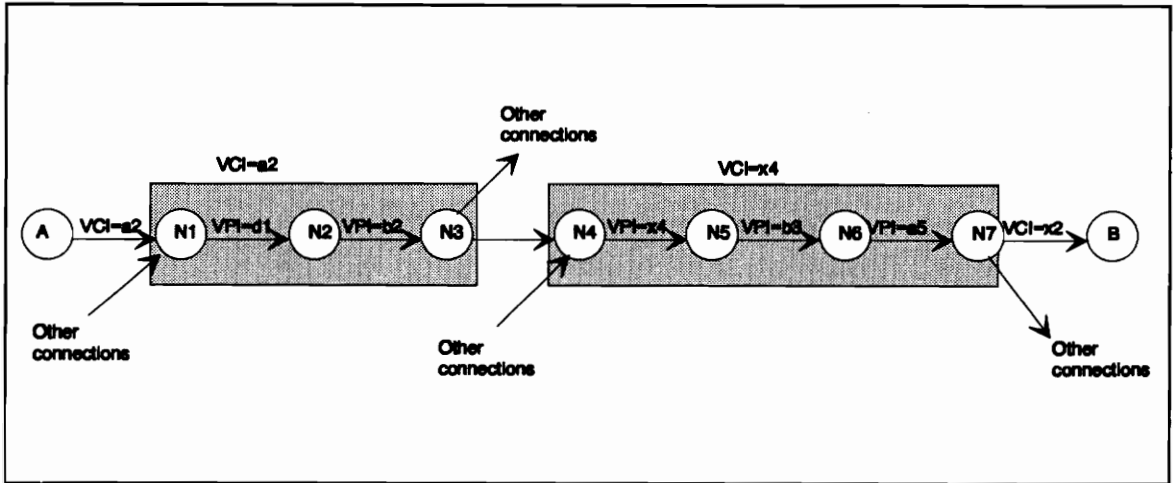 Other
connections
VCI=a2
VCI=x4
A
VCI=a2
N1
VPI=d1
N2
VPI=b2
N3
N4
VPI=x4
N5
VPI=b3
N6
VPI=a5
N7
VCI=x2
B
Other
connections
Other
connections
Other
connections